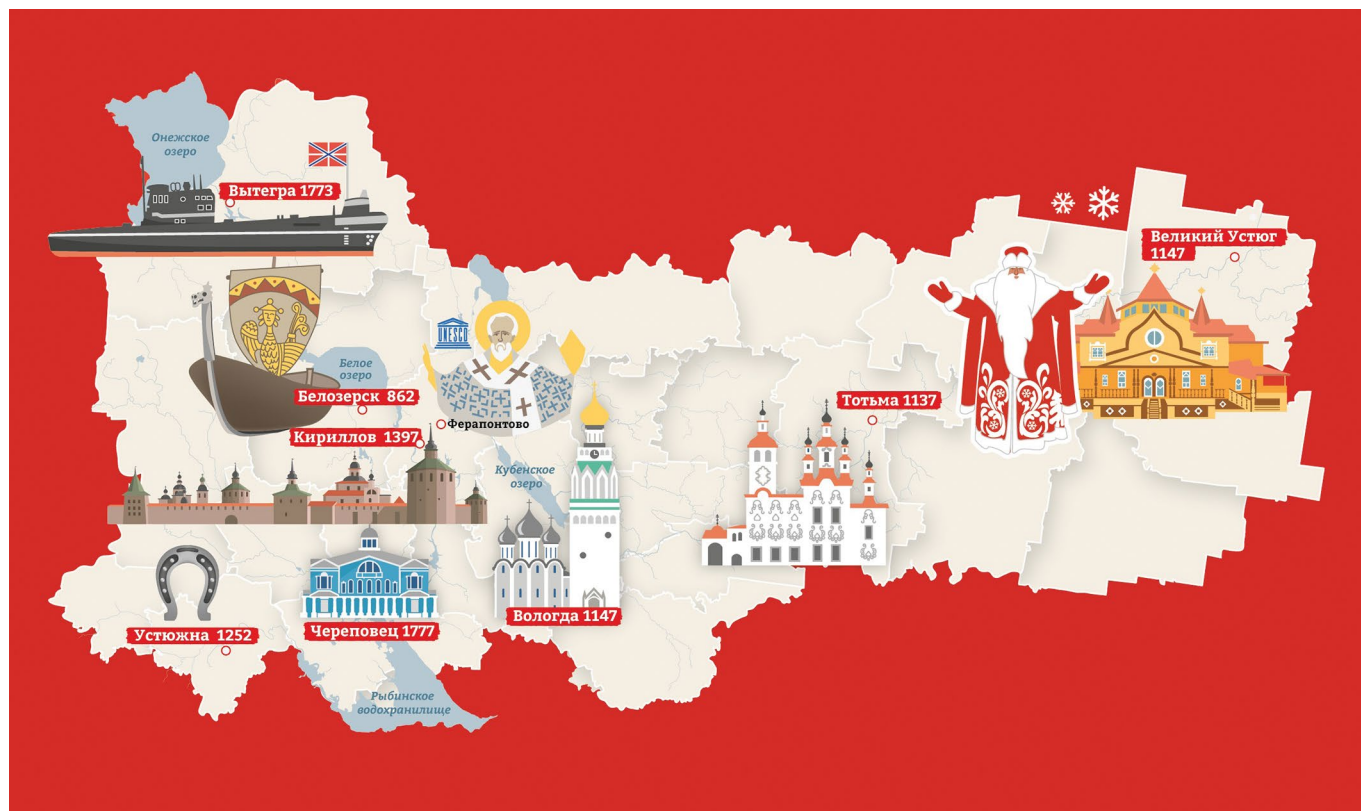 Онежское
озеро
Вытегра 1773
Великий Устюг
1147
UNESCO
Белое
озеро
Белозерск 862
Тотьма 1137
Ферапонтово
Кириллов 1397
Кубенское
озеро
Вологда 1147
Устюжна 1252
Череповец 1777
Рыбинское
водохранилище